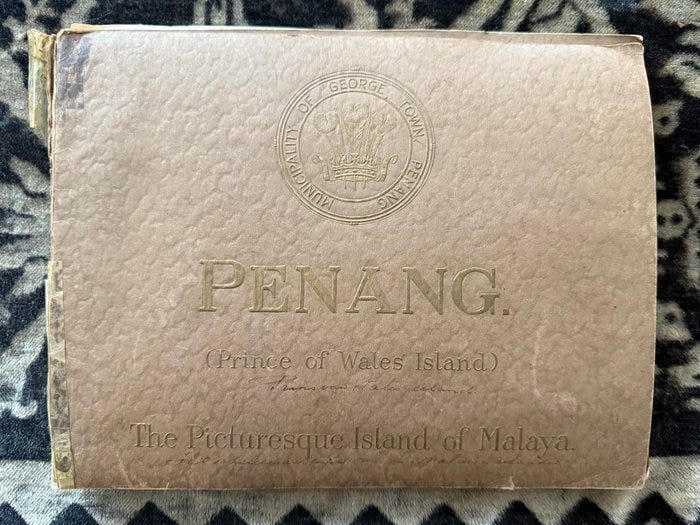 MUNICIPALITY OF GEORGE TOWN PENANG
PENANG.
(Prince of Wales' Island)
The Picturesque Island of Malaya.